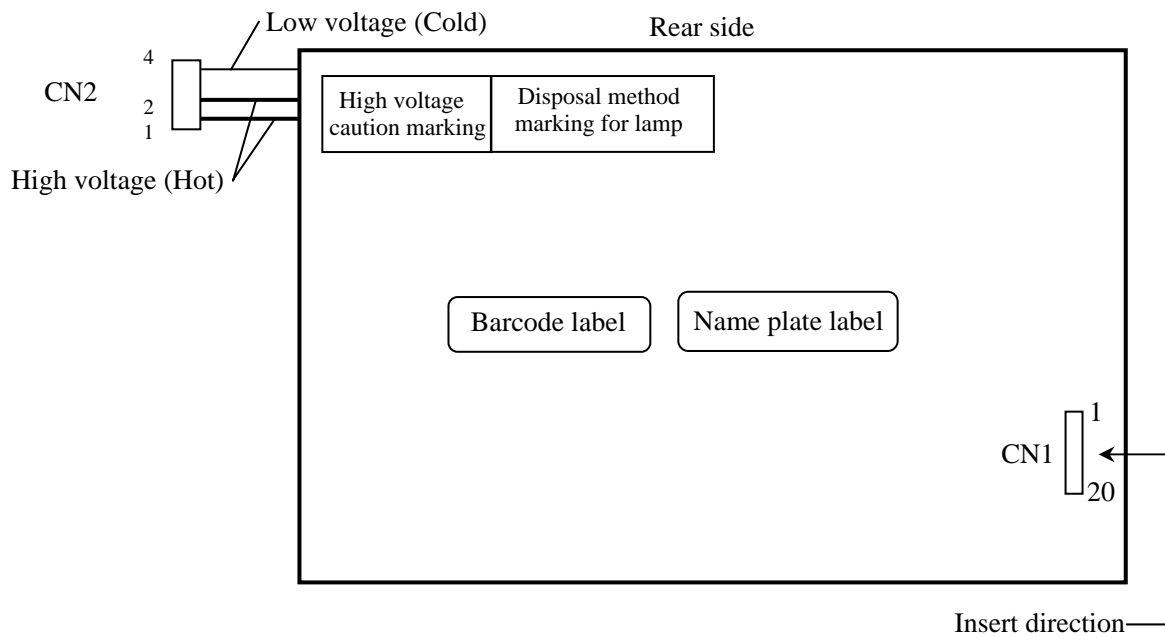 Low voltage (Cold)
Rear side
4
CN2
2
1
High voltage
caution marking
Disposal method
marking for lamp
High voltage (Hot)
Barcode label
Name plate label
1
CN1
20
Insert direction